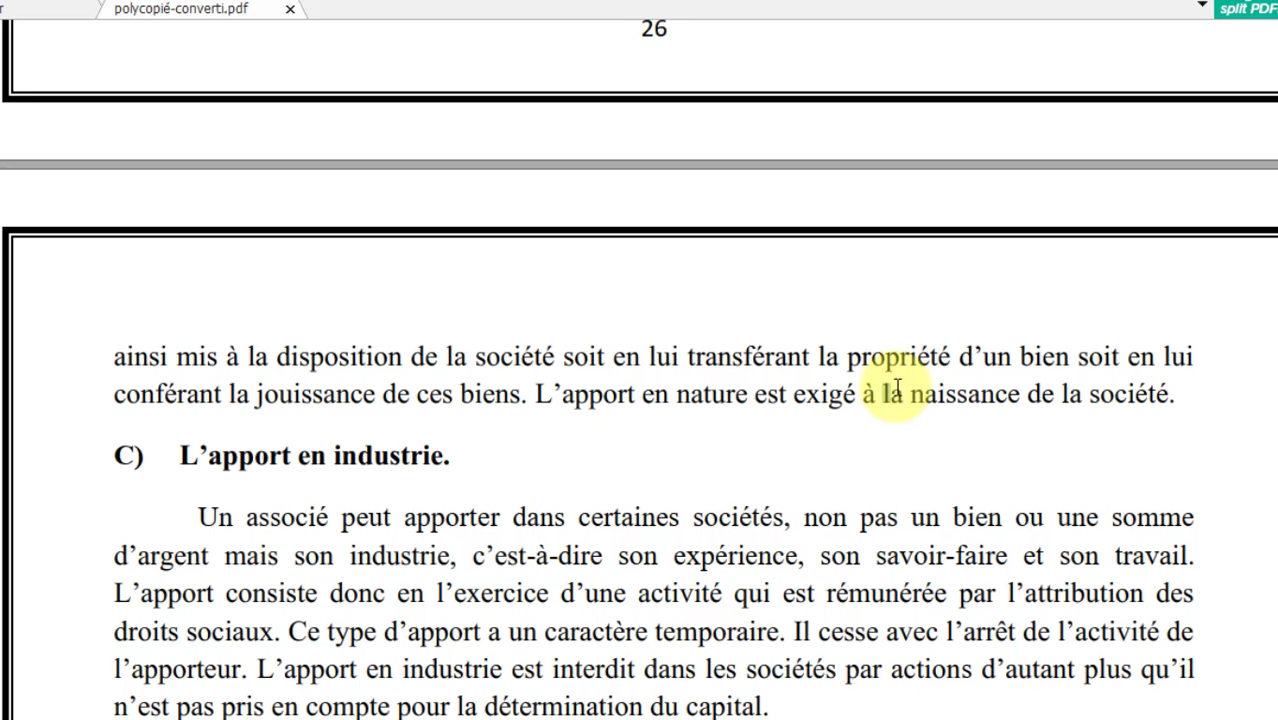 polycopié-converti.pdf
split PDF
26
ainsi mis à la disposition de la société soit en lui transférant la propriété d’un bien soit en lui
conférant la jouissance de ces biens. L’apport en nature est exigé à la naissance de la société.
C) L’apport en industrie.
Un associé peut apporter dans certaines sociétés, non pas un bien ou une somme
d’argent mais son industrie, c’est-à-dire son expérience, son savoir-faire et son travail.
L’apport consiste donc en l’exercice d’une activité qui est rémunérée par l’attribution des
droits sociaux. Ce type d’apport a un caractère temporaire. Il cesse avec l’arrêt de l’activité de
l’apporteur. L’apport en industrie est interdit dans les sociétés par actions d’autant plus qu’il
n’est pas pris en compte pour la détermination du capital.